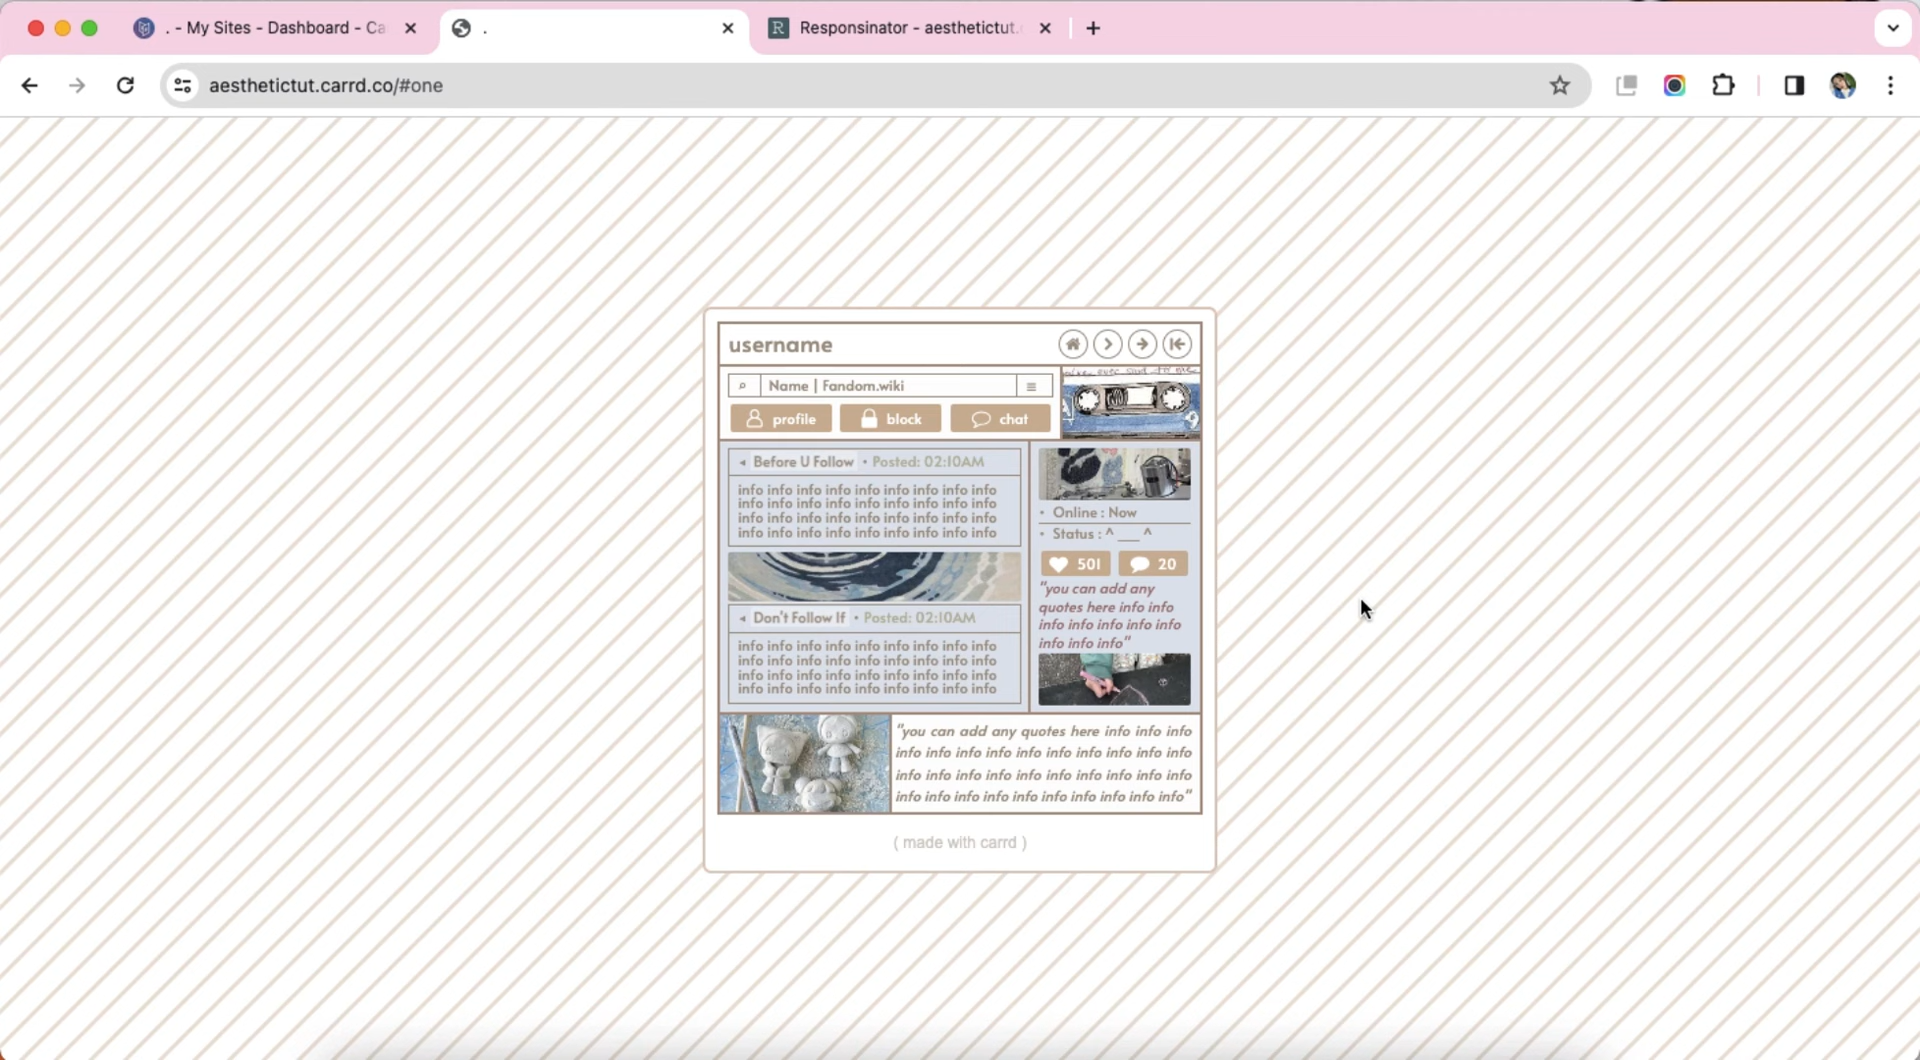 . - My Sites - Dashboard - Ca
.
Responsinator - aesthetictut.
aesthetictut.carrd.co/#one
username
Name | Fandom.wiki
profile
block
chat
◂ Before U Follow • Posted: 02:10AM
info info info info info info info info info
info info info info info info info info info
info info info info info info info info info
info info info info info info info info info
• Online : Now
• Status : ^ ___ ^
501
20
"you can add any
quotes here info info
info info info info info
info info info"
◂ Don't Follow If • Posted: 02:10AM
info info info info info info info info info
info info info info info info info info info
info info info info info info info info info
info info info info info info info info info
"you can add any quotes here info info info
info info info info info info info info info info
info info info info info info info info info info
info info info info info info info info info info"
( made with carrd )